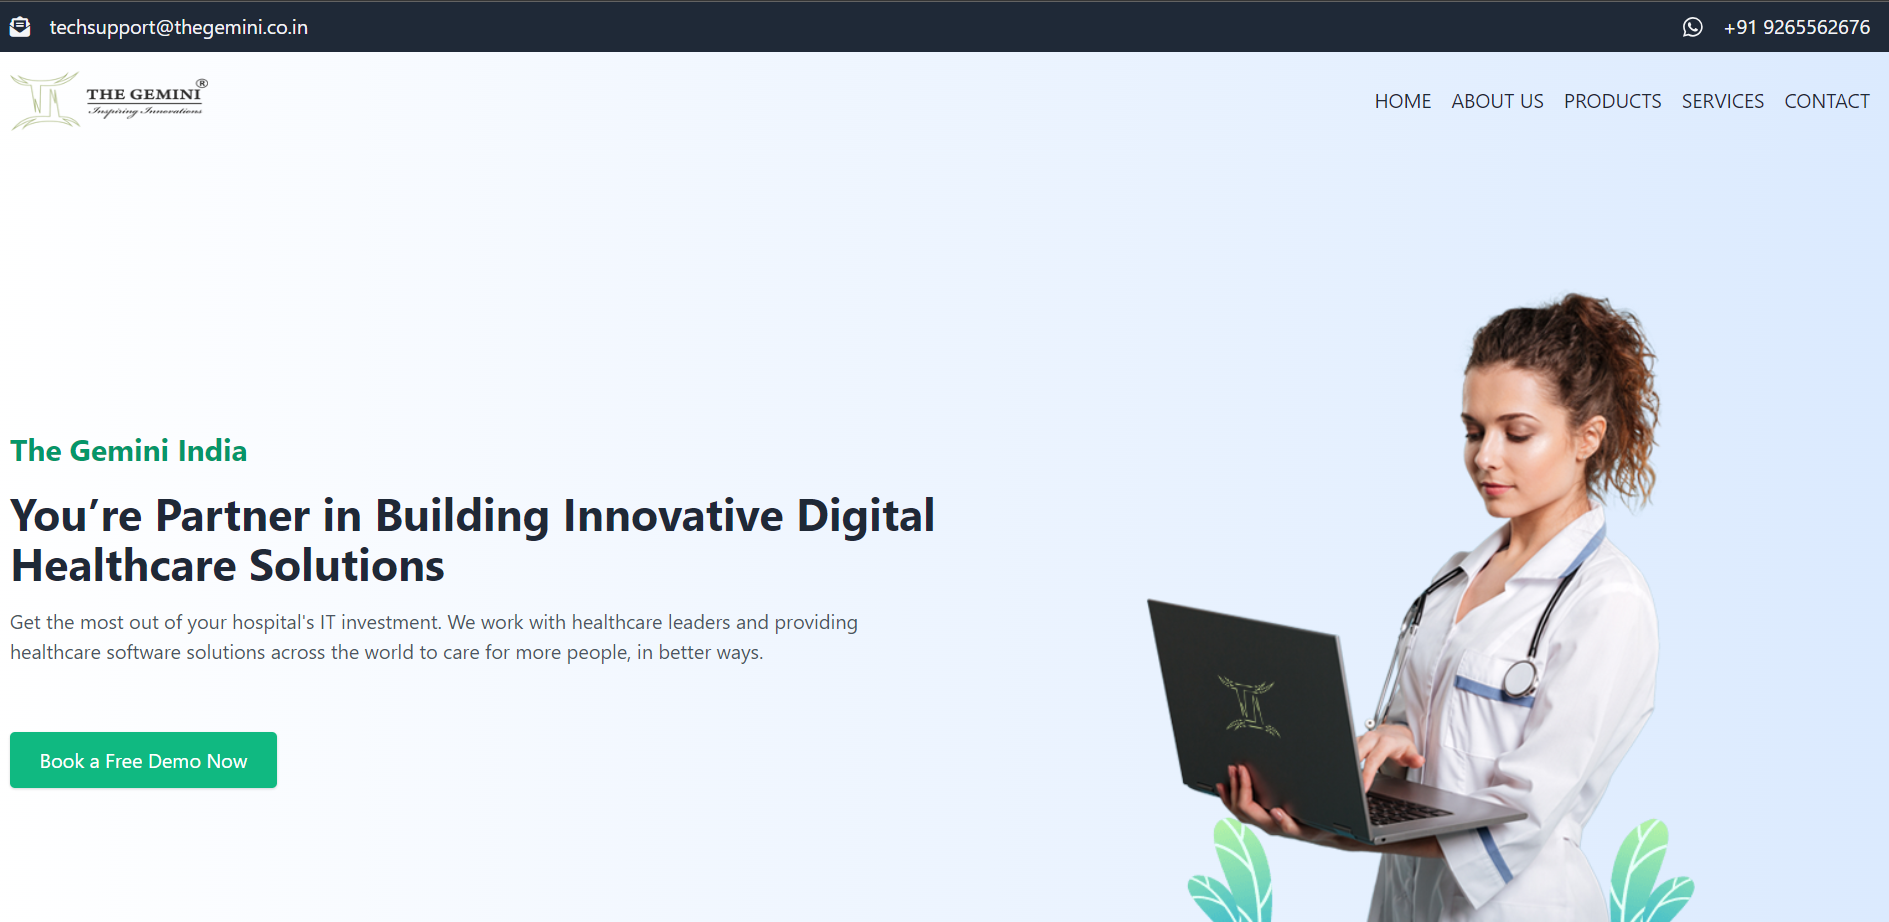 techsupport@thegemini.co.in
+91 9265562676
THE GEMINI®
Inspiring Innovations
HOME ABOUT US PRODUCTS SERVICES CONTACT
The Gemini India
You’re Partner in Building Innovative Digital
Healthcare Solutions
Get the most out of your hospital's IT investment. We work with healthcare leaders and providing
healthcare software solutions across the world to care for more people, in better ways.
Book a Free Demo Now